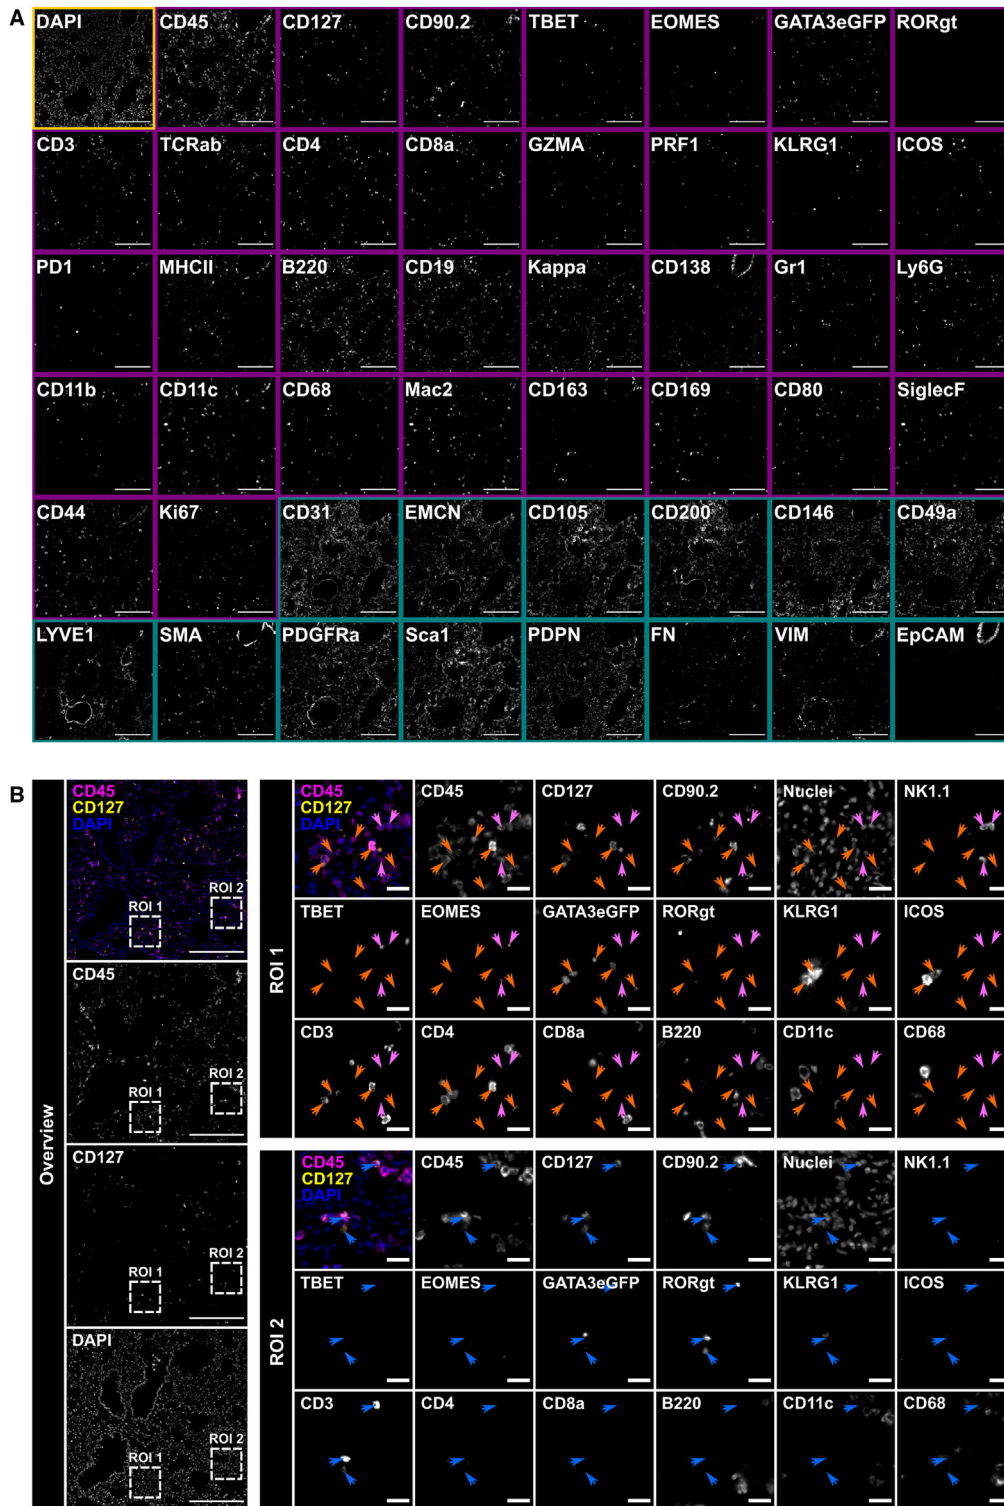 A
DAPI CD45 CD127 CD90.2 TBET EOMES GATA3eGFP RORgt
CD3 TCRab CD4 CD8a GZMA PRF1 KLRG1 ICOS
PD1 MHCII B220 CD19 Kappa CD138 Gr1 Ly6G
CD11b CD11c CD68 Mac2 CD163 CD169 CD80 SiglecF
CD44 Ki67 CD31 EMCN CD105 CD200 CD146 CD49a
LYVE1 SMA PDGFRa Sca1 PDPN FN VIM EpCAM
B
Overview
CD45
CD127
DAPI
ROI 1
ROI 2
CD45
ROI 1
ROI 2
CD127
ROI 1
ROI 2
DAPI
ROI 1
ROI 2
ROI 1
CD45
CD127
DAPI
CD45 CD127 CD90.2 Nuclei NK1.1
TBET EOMES GATA3eGFP RORgt KLRG1 ICOS
CD3 CD4 CD8a B220 CD11c CD68
ROI 2
CD45
CD127
DAPI
CD45 CD127 CD90.2 Nuclei NK1.1
TBET EOMES GATA3eGFP RORgt KLRG1 ICOS
CD3 CD4 CD8a B220 CD11c CD68